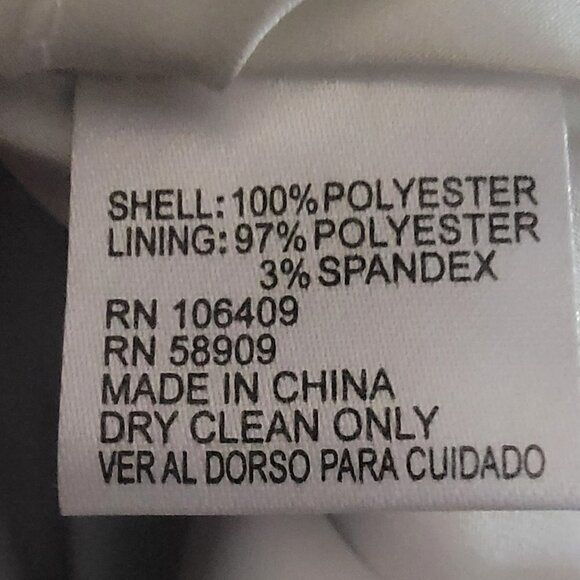 SHELL: 100% POLYESTER
LINING: 97% POLYESTER
3% SPANDEX
RN 106409
RN 58909
MADE IN CHINA
DRY CLEAN ONLY
VER AL DORSO PARA CUIDADO